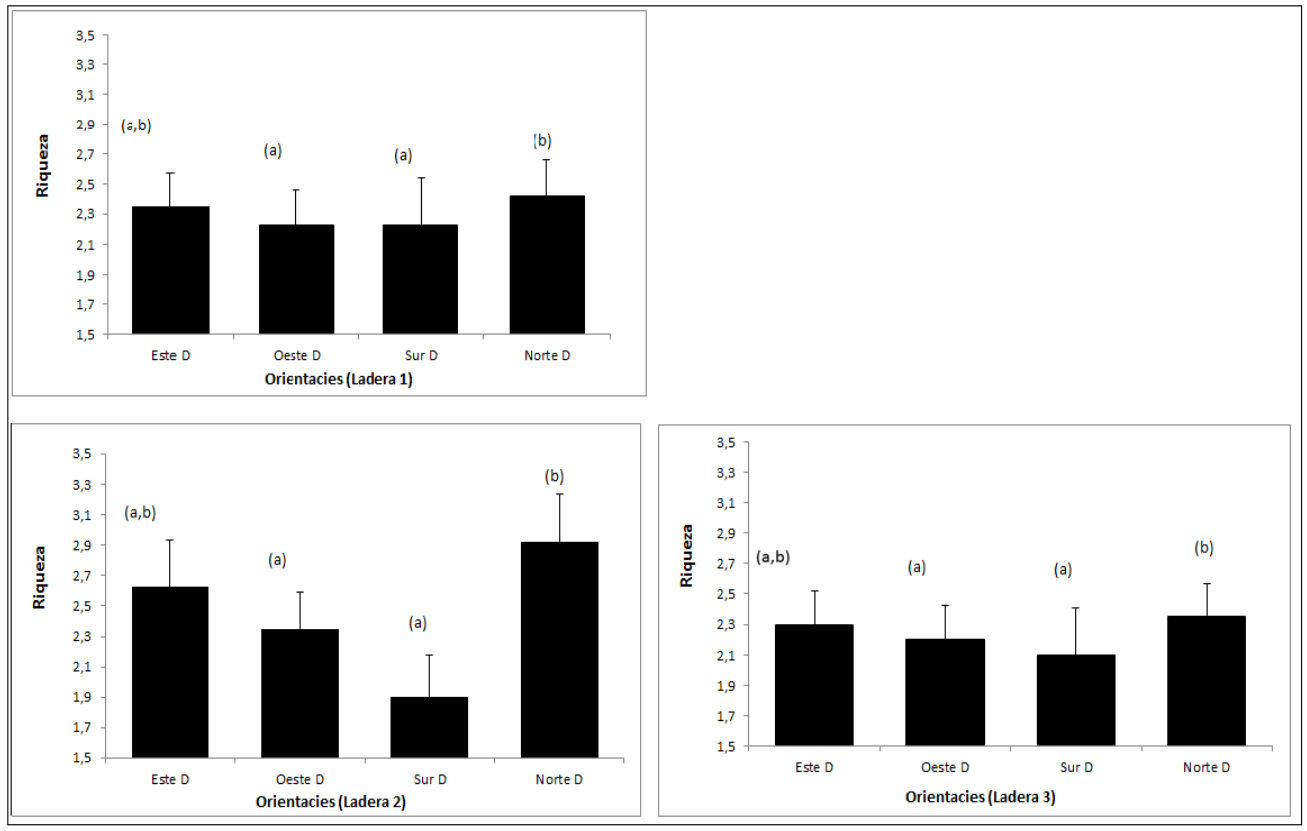 3,5
3,3
3,1
2,9
2,7
2,5
2,3
2,1
1,9
1,7
1,5
Riqueza
(a,b)
(a)
(a)
(b)
Este D Oeste D Sur D Norte D
Orientacies (Ladera 1)
3,5
3,3
3,1
2,9
2,7
2,5
2,3
2,1
1,9
1,7
1,5
Riqueza
(a,b)
(a)
(a)
(b)
Este D Oeste D Sur D Norte D
Orientacies (Ladera 2)
3,5
3,3
3,1
2,9
2,7
2,5
2,3
2,1
1,9
1,7
1,5
Riqueza
(a,b)
(a)
(a)
(b)
Este D Oeste D Sur D Norte D
Orientacies (Ladera 3)